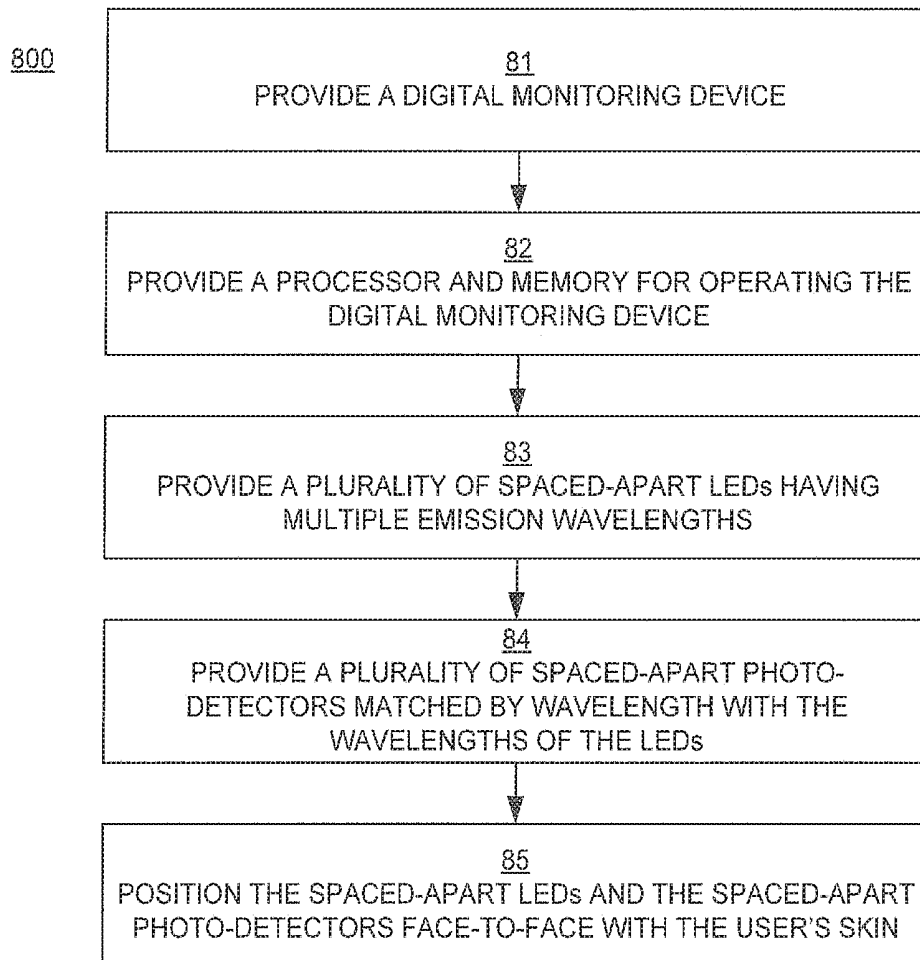 800
81
PROVIDE A DIGITAL MONITORING DEVICE
82
PROVIDE A PROCESSOR AND MEMORY FOR OPERATING THE
DIGITAL MONITORING DEVICE
83
PROVIDE A PLURALITY OF SPACED-APART LEDs HAVING
MULTIPLE EMISSION WAVELENGTHS
84
PROVIDE A PLURALITY OF SPACED-APART PHOTO-
DETECTORS MATCHED BY WAVELENGTH WITH THE
WAVELENGTHS OF THE LEDs
85
POSITION THE SPACED-APART LEDs AND THE SPACED-APART
PHOTO-DETECTORS FACE-TO-FACE WITH THE USER'S SKIN